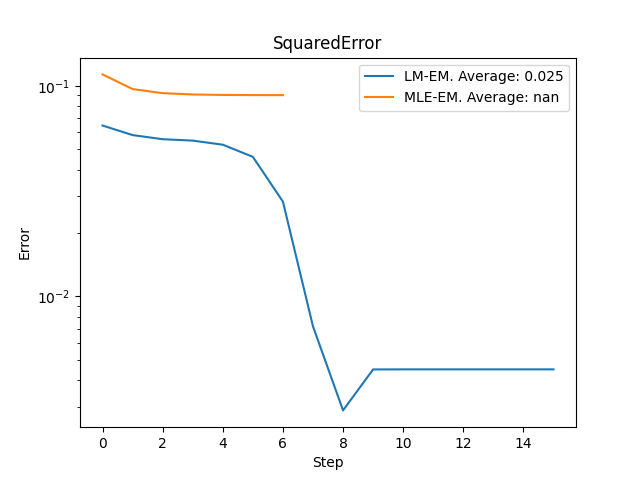 SquaredError
LM-EM. Average: 0.025
MLE-EM. Average: nan
10⁻¹
10⁻²
Error
0 2 4 6 8 10 12 14
Step